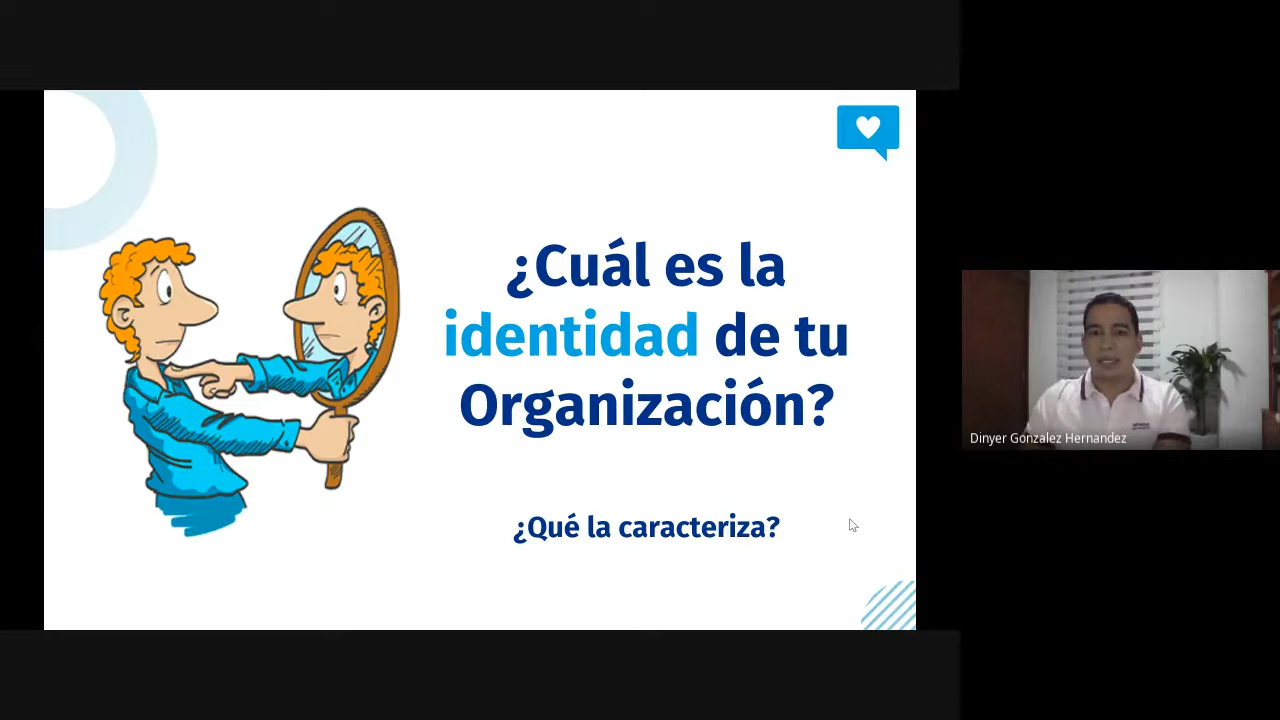 ¿Cuál es la
identidad de tu
Organización?
¿Qué la caracteriza?
Dinyer Gonzalez Hernandez